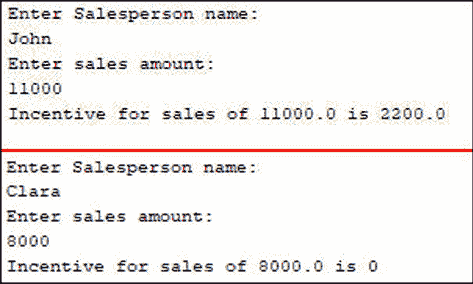 Enter Salesperson name:
John
Enter sales amount:
11000
Incentive for sales of 11000.0 is 2200.0
Enter Salesperson name:
Clara
Enter sales amount:
8000
Incentive for sales of 8000.0 is 0